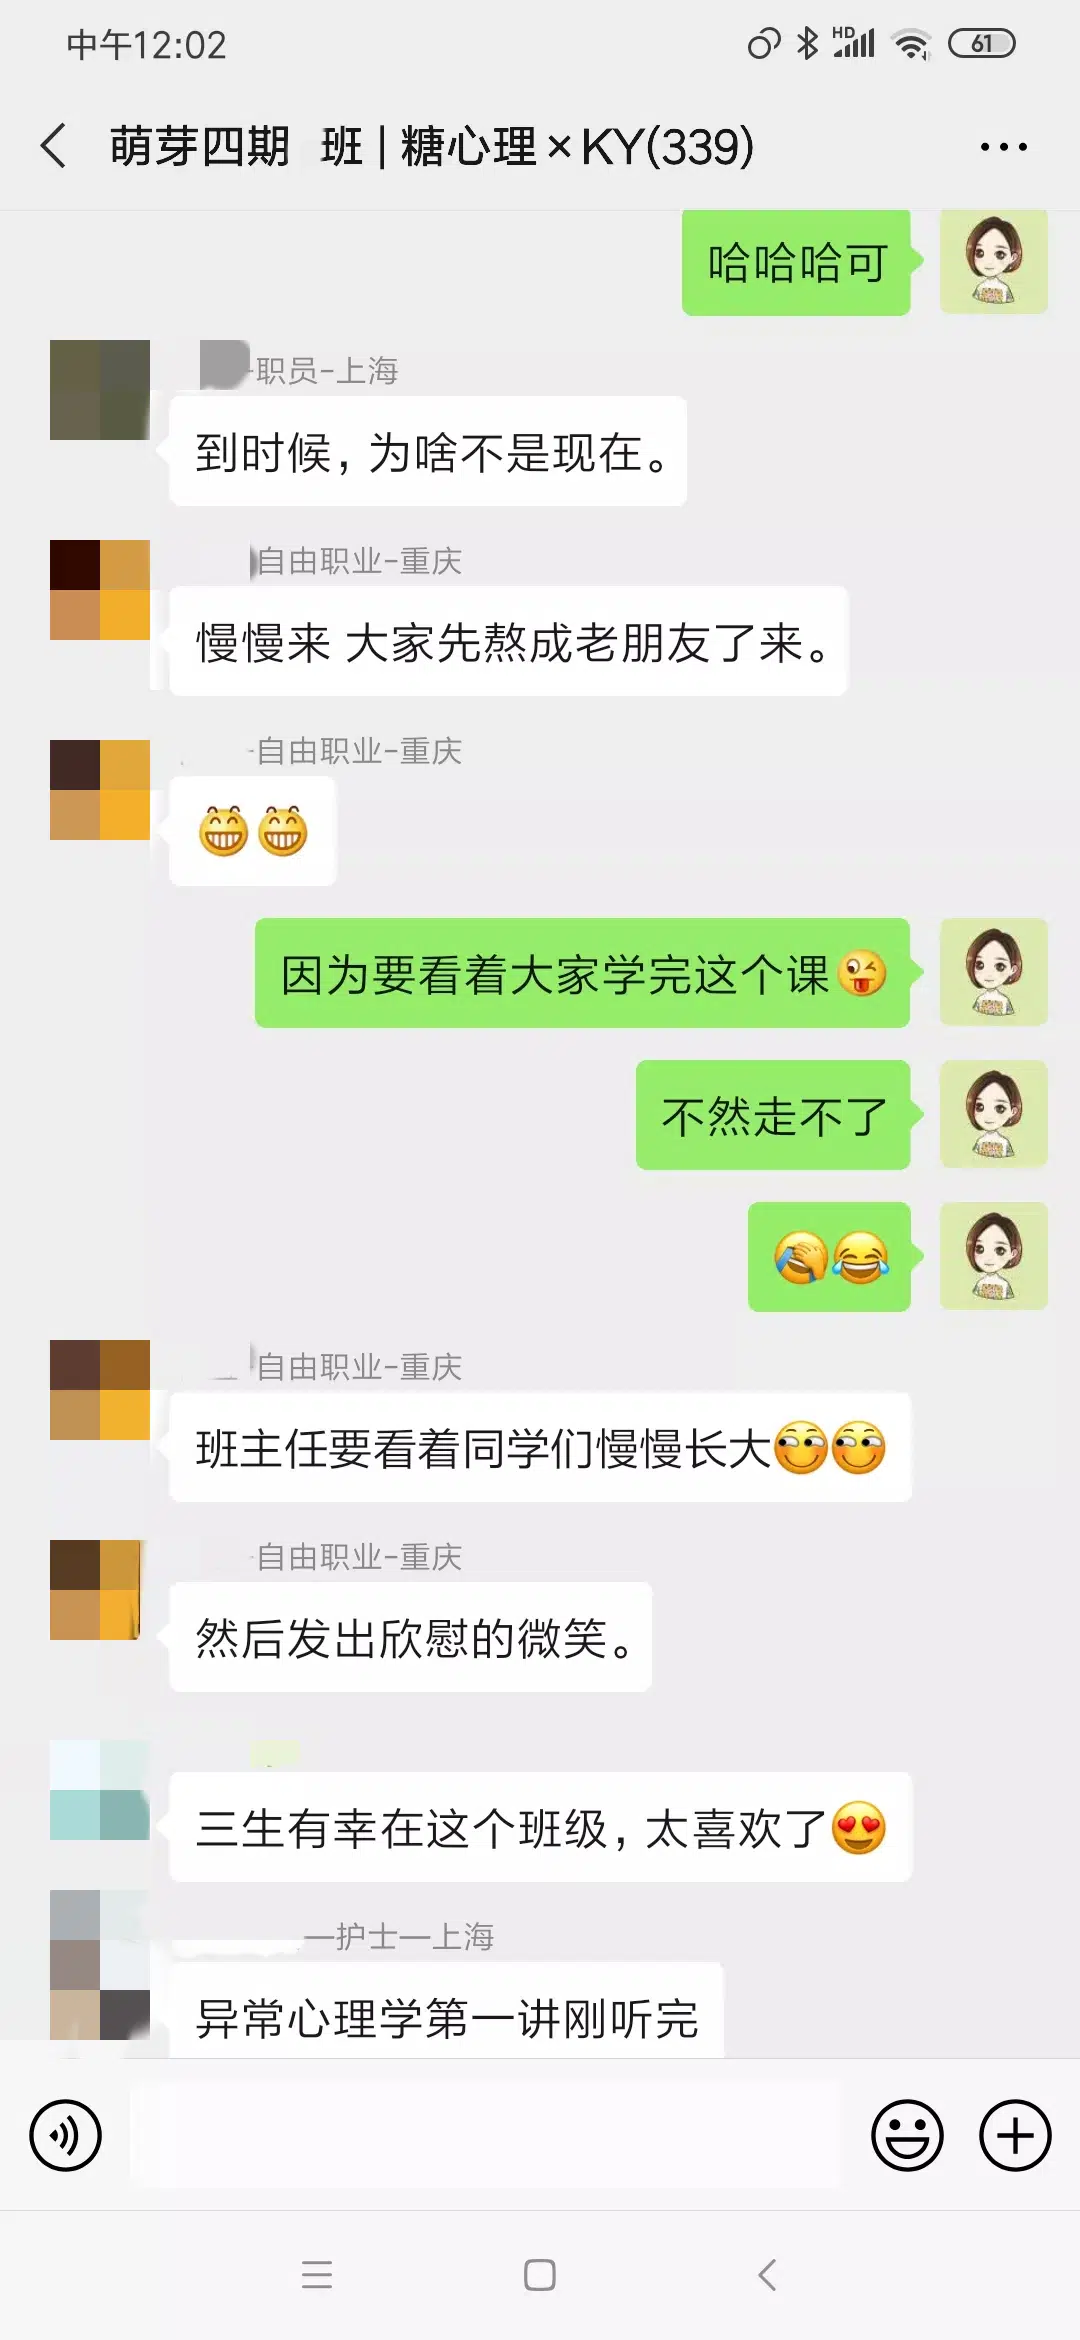 中午12:02
HD
61
萌芽四期 班 | 糖心理×KY(339)
哈哈哈可
-职员-上海
到时候，为啥不是现在。
自由职业-重庆
慢慢来 大家先熬成老朋友了来。
-自由职业-重庆
😁😁
因为要看着大家学完这个课😜
不然走不了
🤦😂
自由职业-重庆
班主任要看着同学们慢慢长大
-自由职业-重庆
然后发出欣慰的微笑。
三生有幸在这个班级，太喜欢了😍
—护士—上海
异常心理学第一讲刚听完